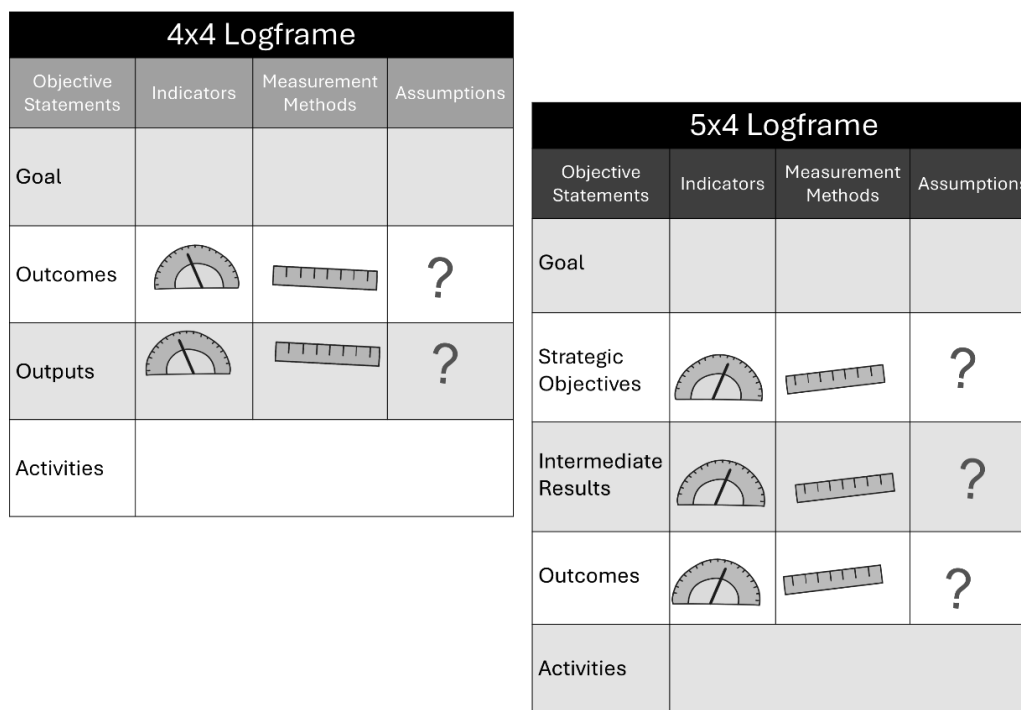 4x4 Logframe
Objective
Statements
Indicators
Measurement
Methods
Assumptions
Goal
Outcomes
?
Outputs
?
Activities
5x4 Logframe
Objective
Statements
Indicators
Measurement
Methods
Assumptions
Goal
Strategic
Objectives
?
Intermediate
Results
?
Outcomes
?
Activities